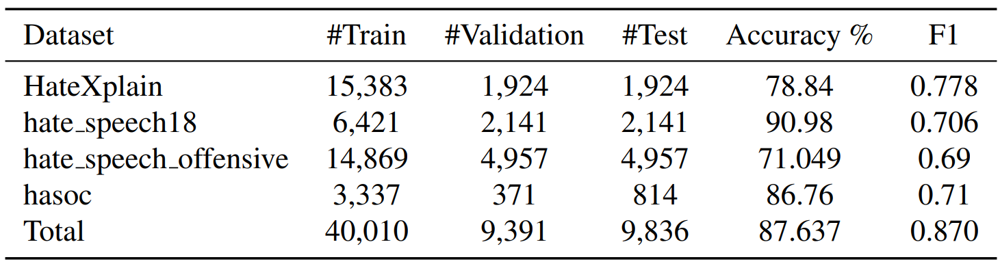 Dataset #Train #Validation #Test Accuracy % F1
HateXplain 15,383 1,924 1,924 78.84 0.778
hate_speech18 6,421 2,141 2,141 90.98 0.706
hate_speech_offensive 14,869 4,957 4,957 71.049 0.69
hasoc 3,337 371 814 86.76 0.71
Total 40,010 9,391 9,836 87.637 0.870